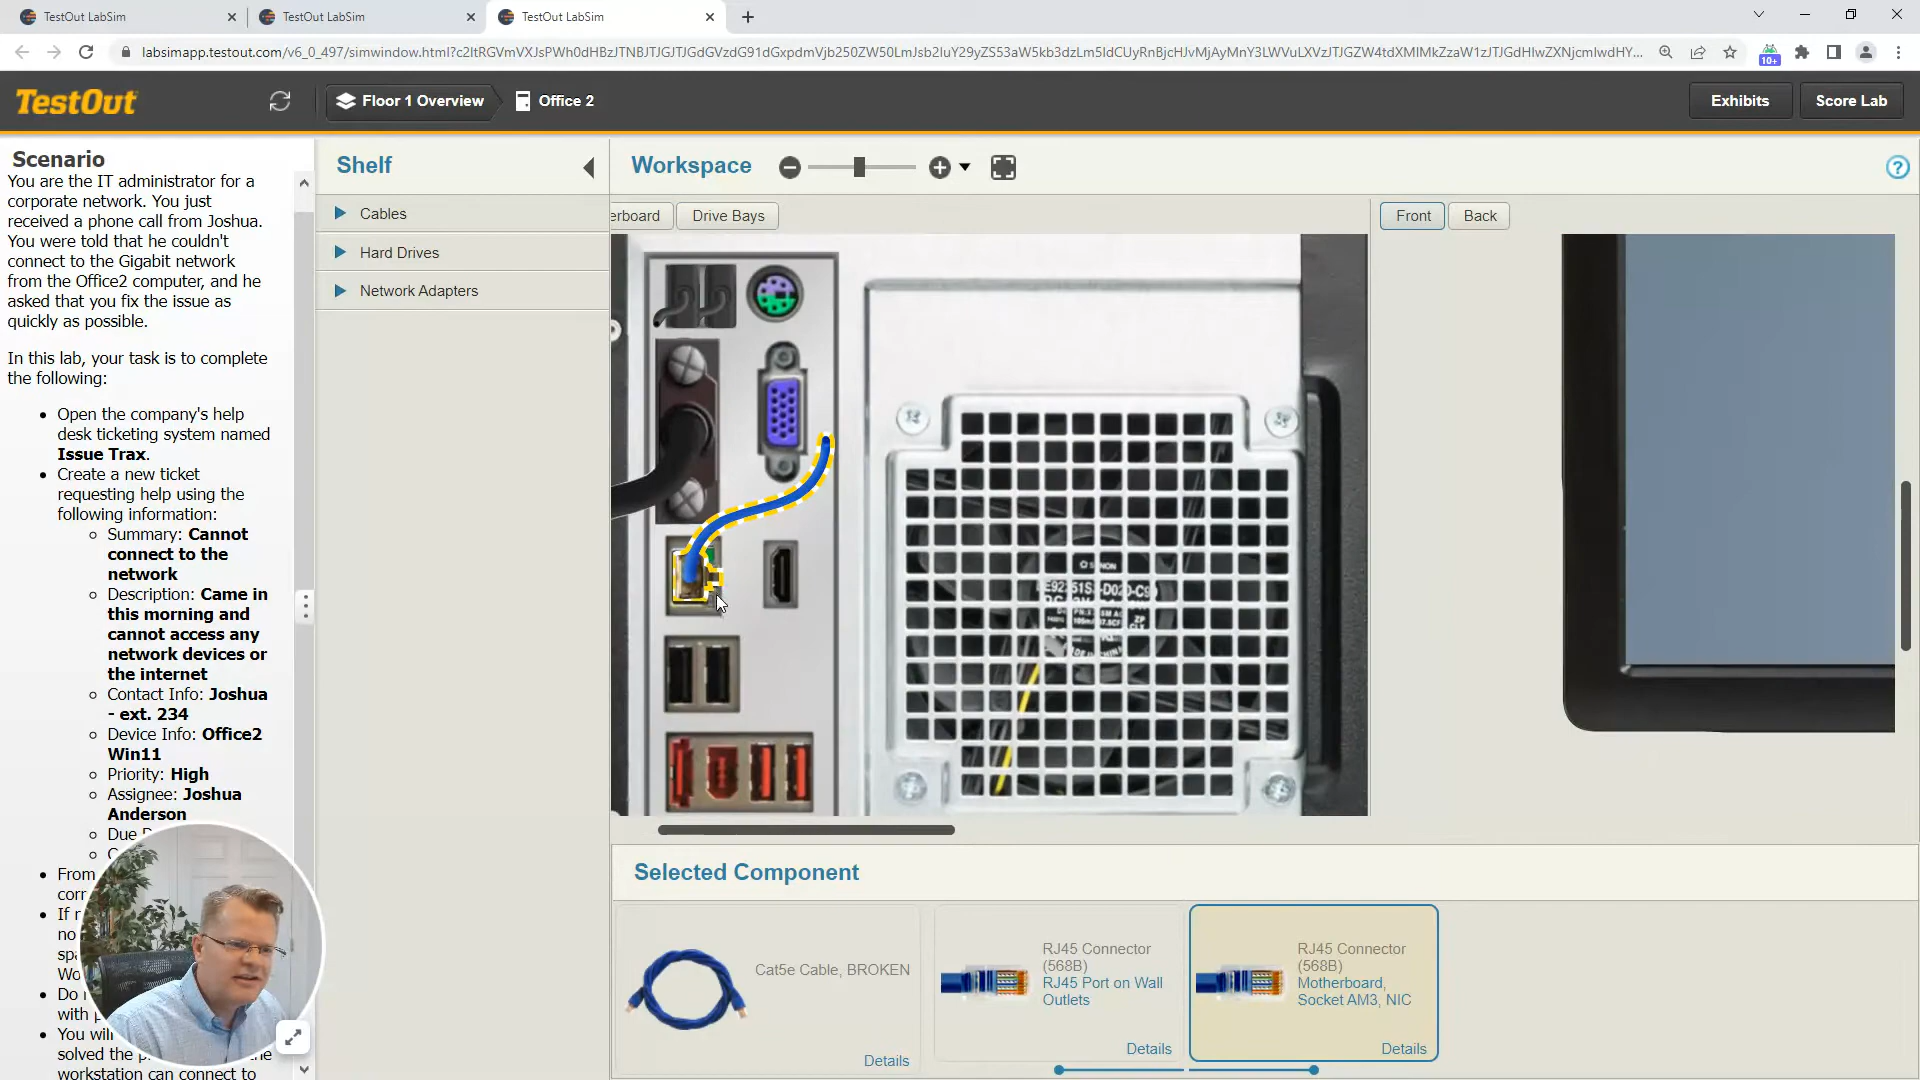 TestOut LabSim
TestOut LabSim
TestOut LabSim
10+
TestOut
Floor 1 Overview
Office 2
Exhibits
Score Lab
Scenario
You are the IT administrator for a
corporate network. You just
received a phone call from Joshua.
You were told that he couldn't
connect to the Gigabit network
from the Office2 computer, and he
asked that you fix the issue as
quickly as possible.
In this lab, your task is to complete
the following:
Open the company's help
desk ticketing system named
Issue Trax.
Create a new ticket
requesting help using the
following information:
Summary: Cannot
connect to the
network
Description: Came in
this morning and
cannot access any
network devices or
the internet
Contact Info: Joshua
- ext. 234
Device Info: Office2
Win11
Priority: High
Assignee: Joshua
Anderson
Due
From
If
no
Do
with
You will
solved the
workstation can connect to
Shelf
Cables
Hard Drives
Network Adapters
Workspace
Drive Bays
Front
Back
Selected Component
Cat5e Cable, BROKEN
Details
RJ45 Connector
(568B)
RJ45 Port on Wall
Outlets
Details
RJ45 Connector
(568B)
Motherboard,
Socket AM3, NIC
Details